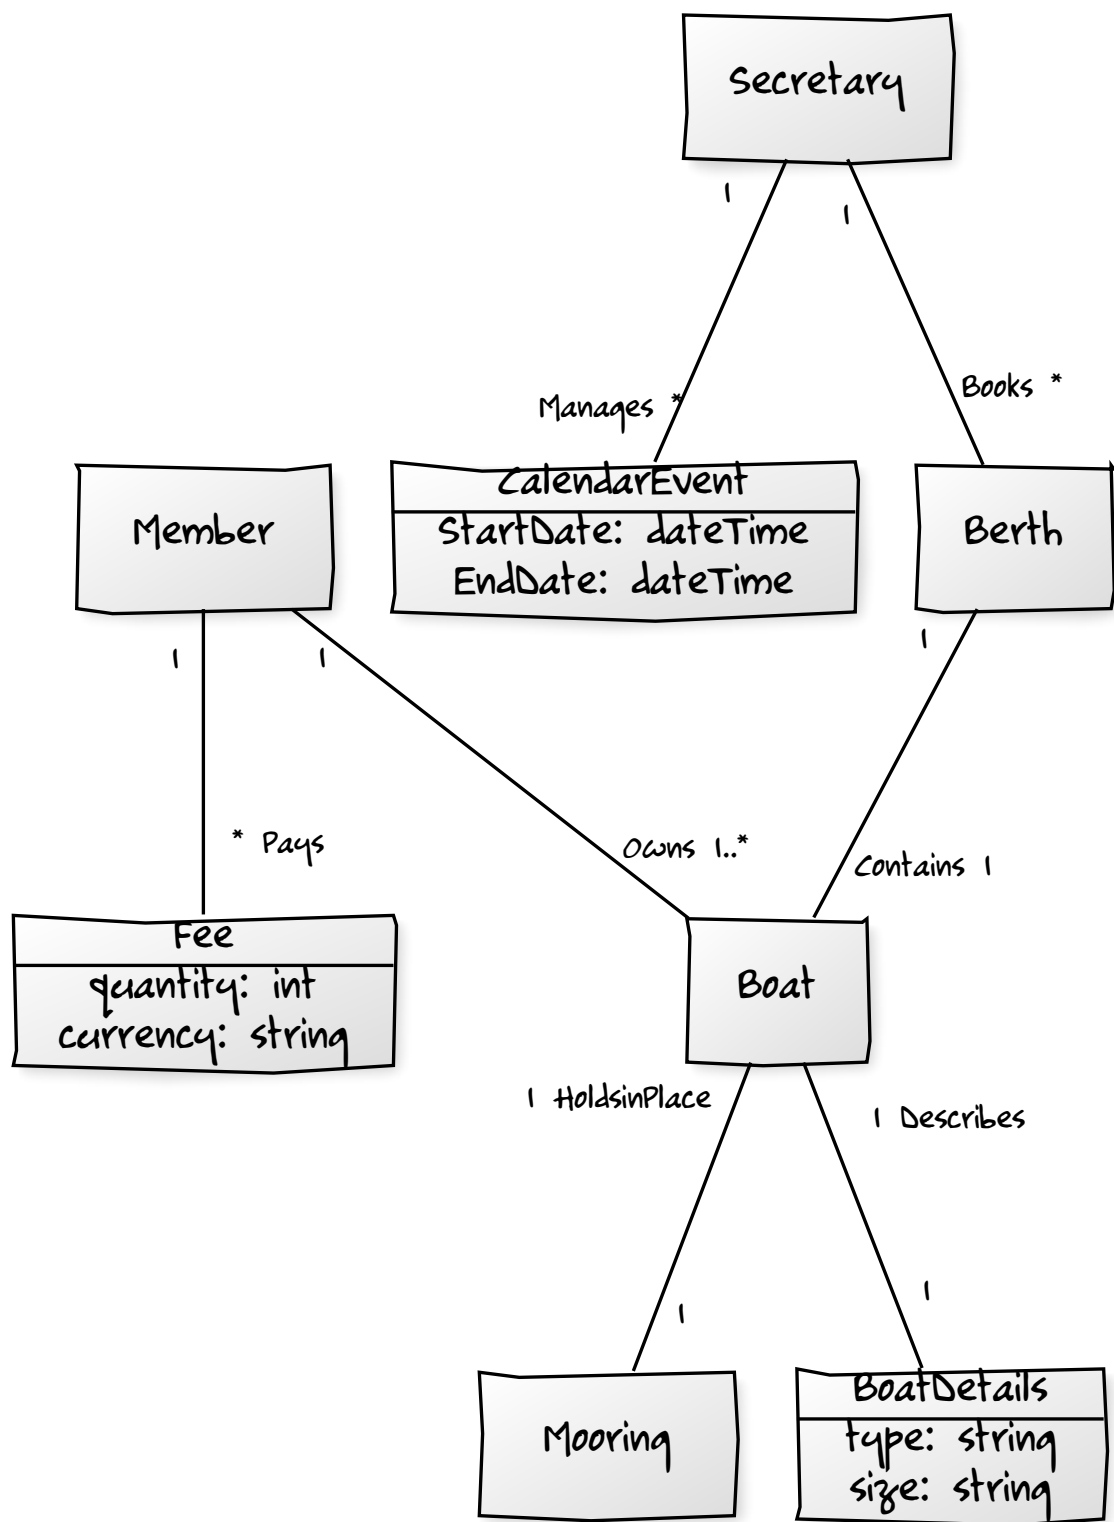 Secretary
1
1
Manages *
Books *
Member
CalendarEvent
StartDate: dateTime
EndDate: dateTime
Berth
1
1
1
* Pays
Owns 1..*
Contains 1
Fee
quantity: int
currency: string
Boat
1 HoldsinPlace
1 Describes
1
1
Mooring
BoatDetails
type: string
size: string